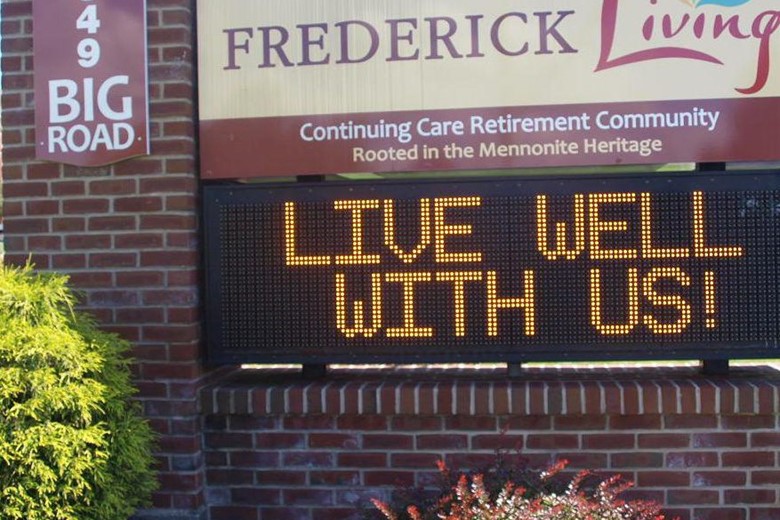 4
9
BIG
ROAD
FREDERICK Living
Continuing Care Retirement Community
Rooted in the Mennonite Heritage
LIVE WELL
WITH US!